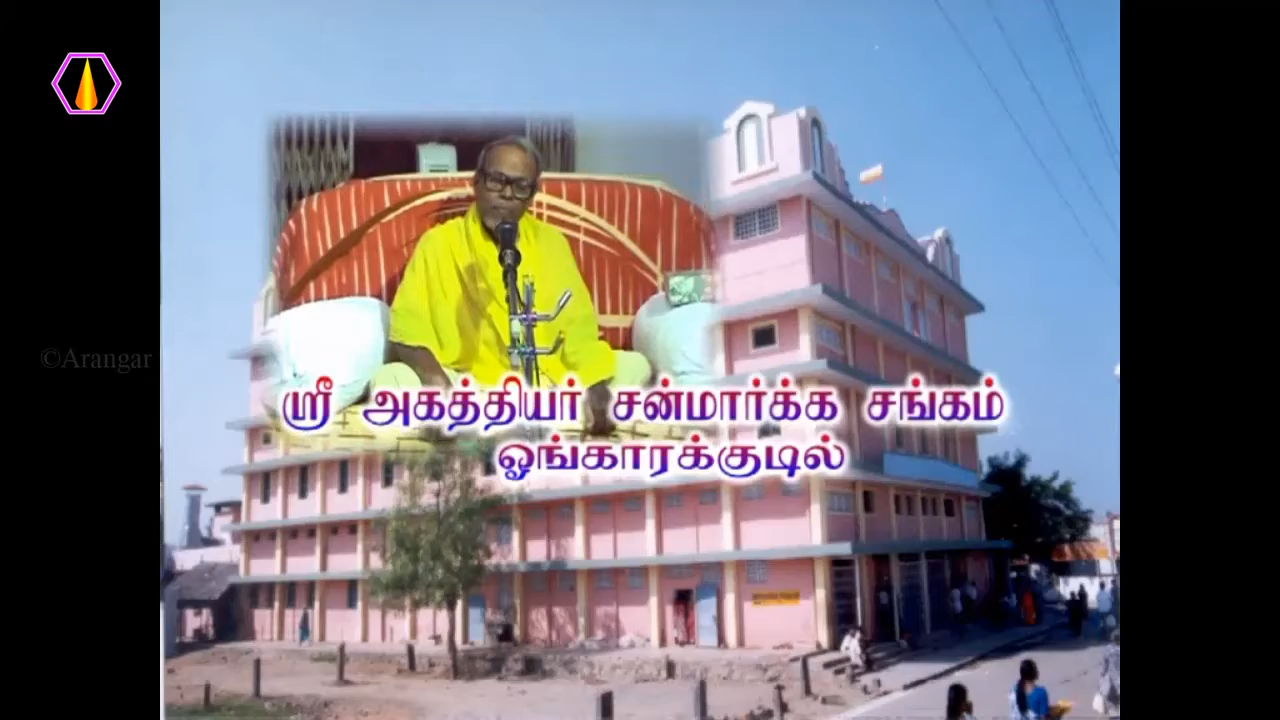 ©Arangar
ஸ்ரீ அகத்தியர் சன்மார்க்க சங்கம்
ஓங்காரக்குடில்